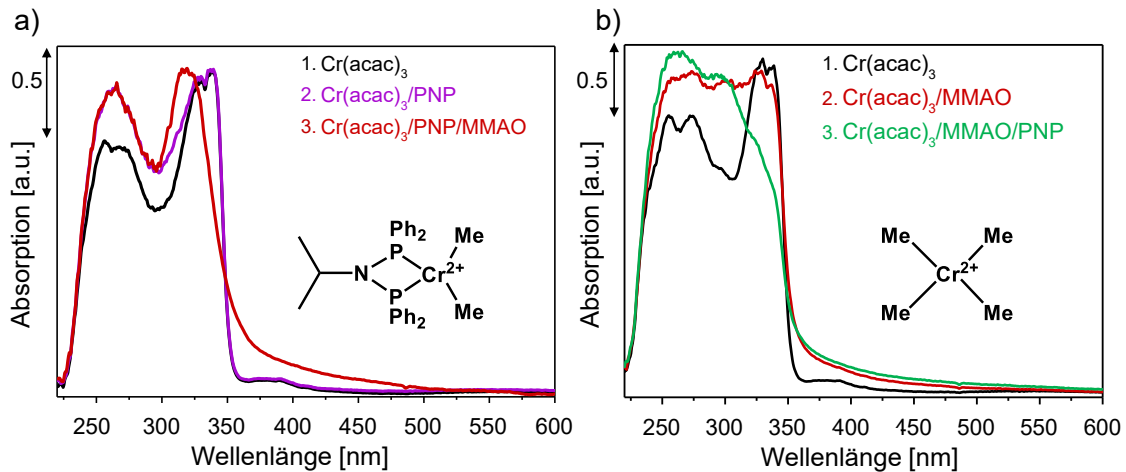 a)
0.5
Absorption [a.u.]
1. Cr(acac)₃
2. Cr(acac)₃/PNP
3. Cr(acac)₃/PNP/MMAO
Ph₂
P
Me
N
Cr²⁺
P
Me
Ph₂
250 300 350 400 450 500 550 600
Wellenlänge [nm]
b)
0.5
Absorption [a.u.]
1. Cr(acac)₃
2. Cr(acac)₃/MMAO
3. Cr(acac)₃/MMAO/PNP
Me Me
Cr²⁺
Me Me
250 300 350 400 450 500 550 600
Wellenlänge [nm]